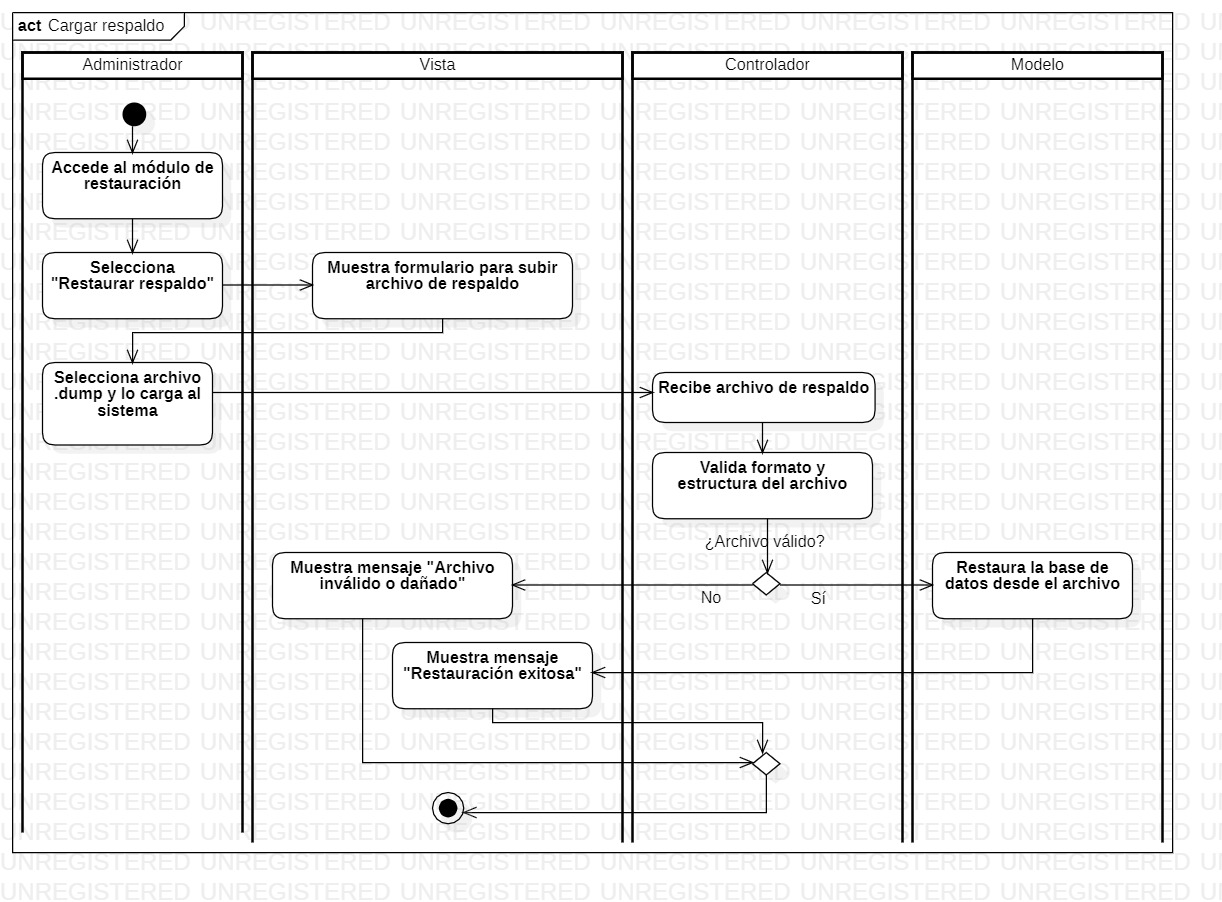 act Cargar respaldo
Administrador
Vista
Controlador
Modelo
Accede al módulo de
restauración
Selecciona
"Restaurar respaldo"
Muestra formulario para subir
archivo de respaldo
Selecciona archivo
.dump y lo carga al
sistema
Recibe archivo de respaldo
Valida formato y
estructura del archivo
¿Archivo válido?
Muestra mensaje "Archivo
inválido o dañado"
No
Sí
Restaura la base de
datos desde el archivo
Muestra mensaje
"Restauración exitosa"
UNREGISTERED UNREGISTERED UNREGISTERED UNREGISTERED UNREGISTERED UNREGISTERED